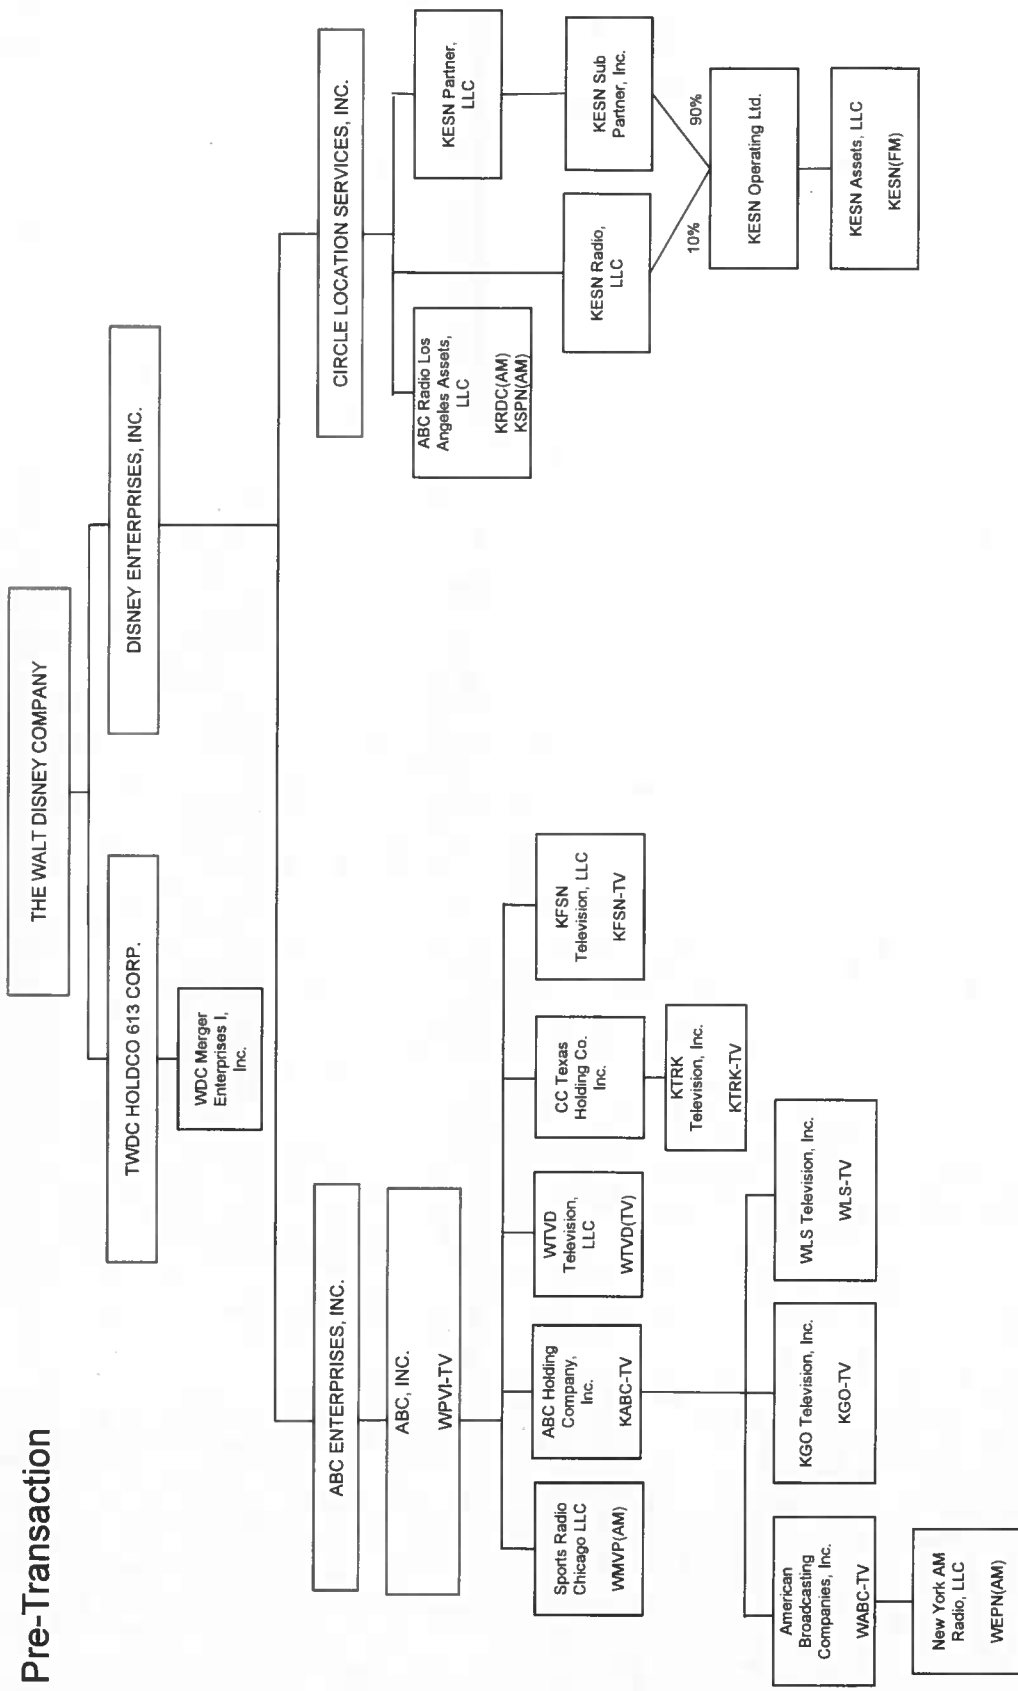 Pre-Transaction
THE WALT DISNEY COMPANY
TWDC HOLDCO 613 CORP.
DISNEY ENTERPRISES, INC.
WDC Merger
Enterprises I,
Inc.
ABC ENTERPRISES, INC.
CIRCLE LOCATION SERVICES, INC.
ABC, INC.
WPVI-TV
ABC Radio Los
Angeles Assets,
LLC
KRDC(AM)
KSPN(AM)
KESN Partner,
LLC
Sports Radio
Chicago LLC
WMVP(AM)
ABC Holding
Company,
Inc.
KABC-TV
WTVD
Television,
LLC
WTVD(TV)
CC Texas
Holding Co.
Inc.
KFSN
Television, LLC
KFSN-TV
KESN Radio,
LLC
KESN Sub
Partner, Inc.
KTRK
Television, Inc.
KTRK-TV
10%
90%
KESN Operating Ltd.
American
Broadcasting
Companies, Inc.
WABC-TV
KGO Television, Inc.
KGO-TV
WLS Television, Inc.
WLS-TV
KESN Assets, LLC
KESN(FM)
New York AM
Radio, LLC
WEPN(AM)